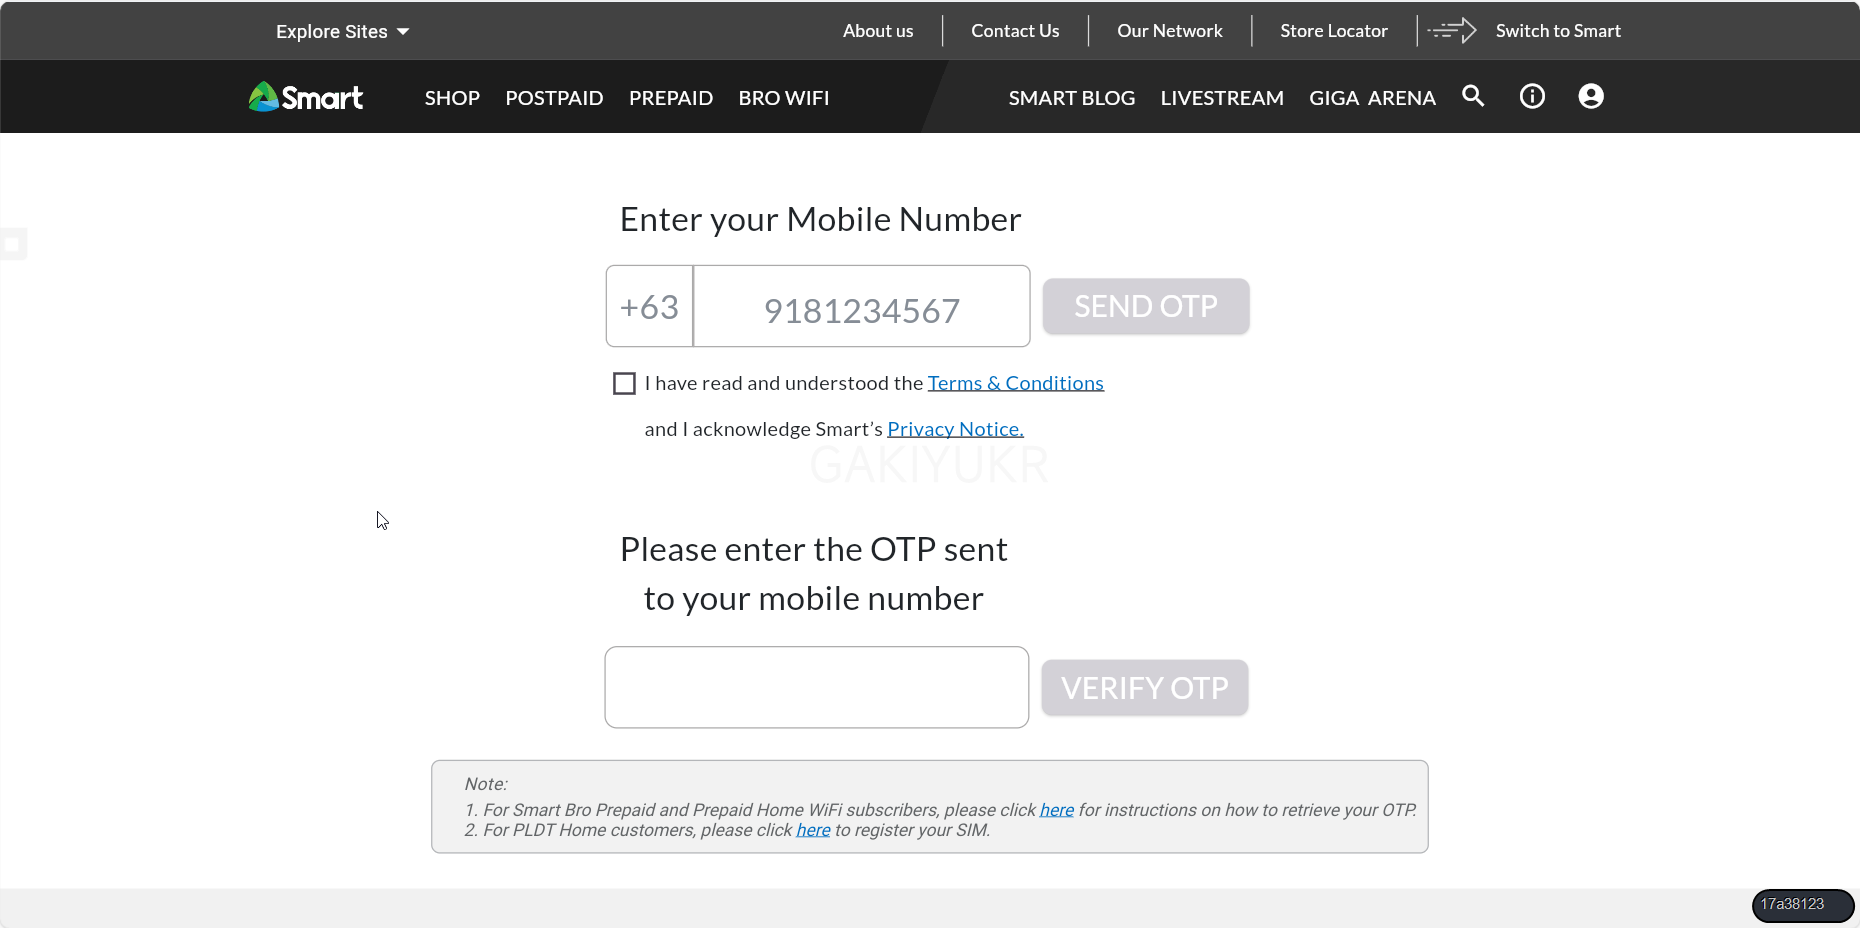 Explore Sites
About us
Contact Us
Our Network
Store Locator
Switch to Smart
Smart
SHOP
POSTPAID
PREPAID
BRO WIFI
SMART BLOG
LIVESTREAM
GIGA ARENA
Enter your Mobile Number
+63
9181234567
SEND OTP
I have read and understood the Terms & Conditions
and I acknowledge Smart’s Privacy Notice.
GAKIYUKR
Please enter the OTP sent
to your mobile number
VERIFY OTP
Note:
1. For Smart Bro Prepaid and Prepaid Home WiFi subscribers, please click here for instructions on how to retrieve your OTP.
2. For PLDT Home customers, please click here to register your SIM.
17a38123